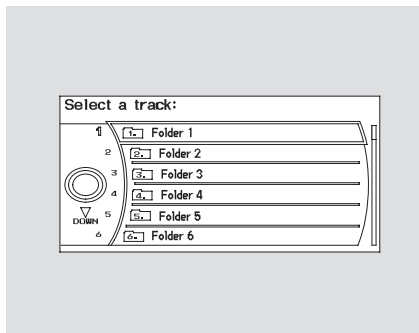 Select a track:
1 1. Folder 1
2 2. Folder 2
3 3. Folder 3
4 4. Folder 4
DOWN 5 5. Folder 5
6 6. Folder 6